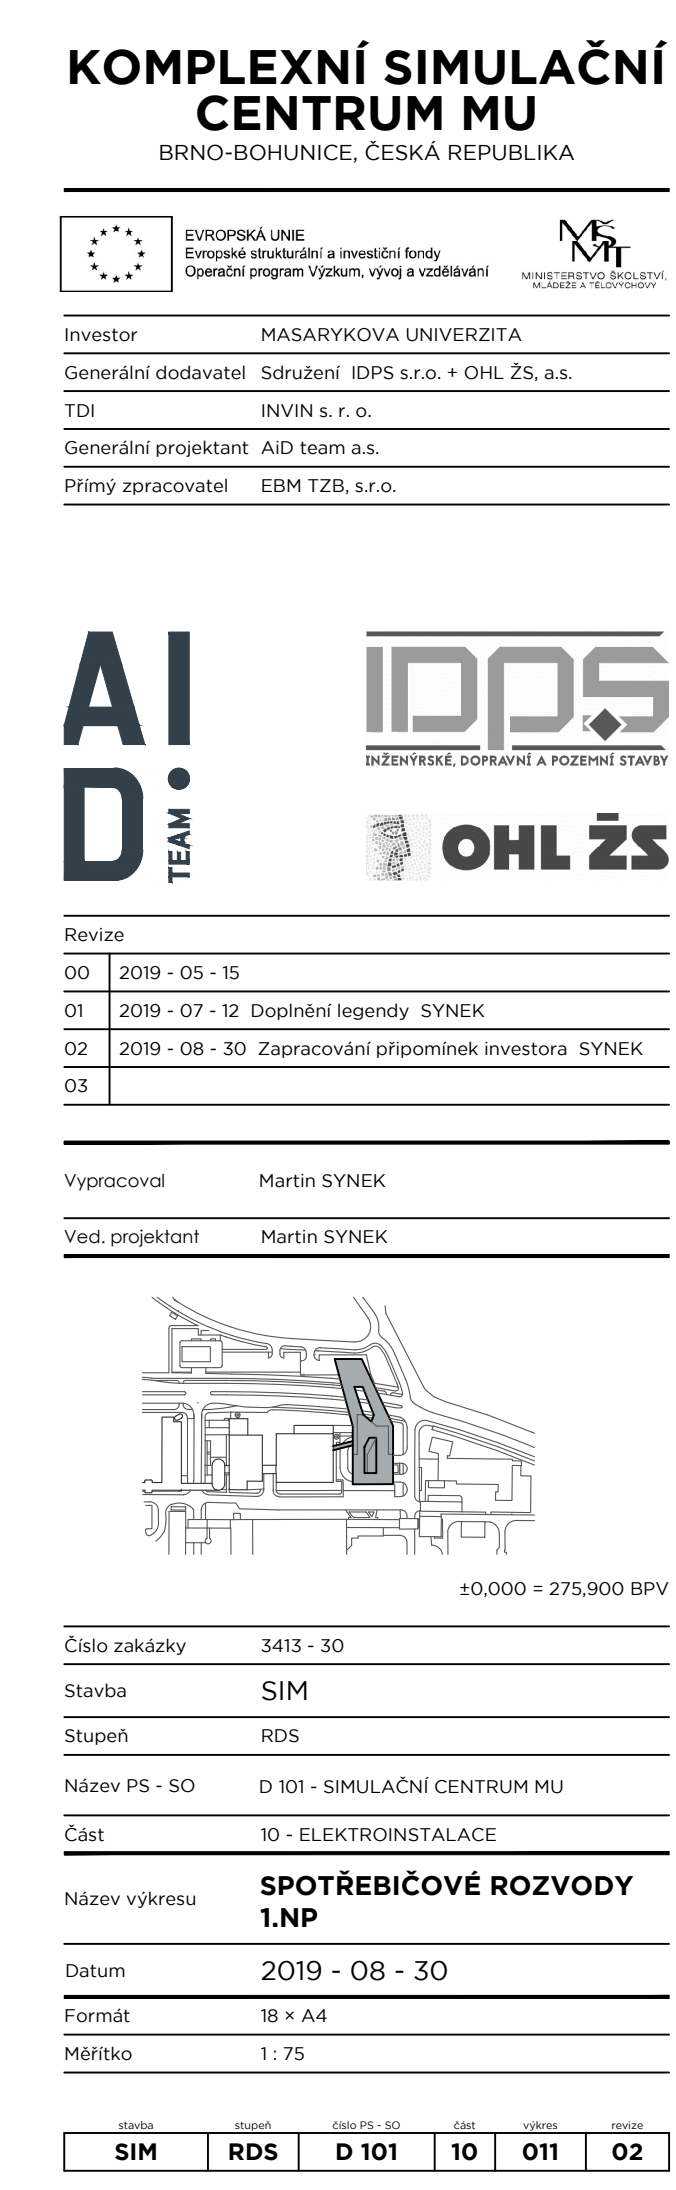 KOMPLEXNÍ SIMULAČNÍ
CENTRUM MU
BRNO-BOHUNICE, ČESKÁ REPUBLIKA
EVROPSKÁ UNIE
Evropské strukturální a investiční fondy
Operační program Výzkum, vývoj a vzdělávání
MŠMT
MINISTERSTVO ŠKOLSTVÍ,
MLÁDEŽE A TĚLOVÝCHOVY
Investor MASARYKOVA UNIVERZITA
Generální dodavatel Sdružení IDPS s.r.o. + OHL ŽS, a.s.
TDI INVIN s. r. o.
Generální projektant AiD team a.s.
Přímý zpracovatel EBM TZB, s.r.o.
AI
D
TEAM
IDPS
INŽENÝRSKÉ, DOPRAVNÍ A POZEMNÍ STAVBY
OHL ŽS
Revize
00 2019 - 05 - 15
01 2019 - 07 - 12 Doplnění legendy SYNEK
02 2019 - 08 - 30 Zapracování připomínek investora SYNEK
03
Vypracoval Martin SYNEK
Ved. projektant Martin SYNEK
±0,000 = 275,900 BPV
Číslo zakázky 3413 - 30
Stavba SIM
Stupeň RDS
Název PS - SO D 101 - SIMULAČNÍ CENTRUM MU
Část 10 - ELEKTROINSTALACE
Název výkresu SPOTŘEBIČOVÉ ROZVODY
1.NP
Datum 2019 - 08 - 30
Formát 18 × A4
Měřítko 1 : 75
stavba stupeň číslo PS - SO část výkres revize
SIM RDS D 101 10 011 02